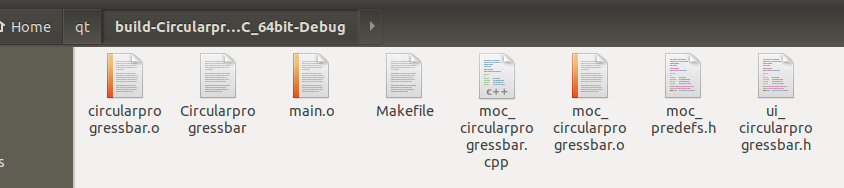 Home
qt
build-Circularpr...C_64bit-Debug
c++
circularpro
gressbar.o
Circularpro
gressbar
main.o
Makefile
moc_
circularpro
gressbar.
cpp
moc_
circularpro
gressbar.o
moc_
predefs.h
ui_
circularpro
gressbar.h
s